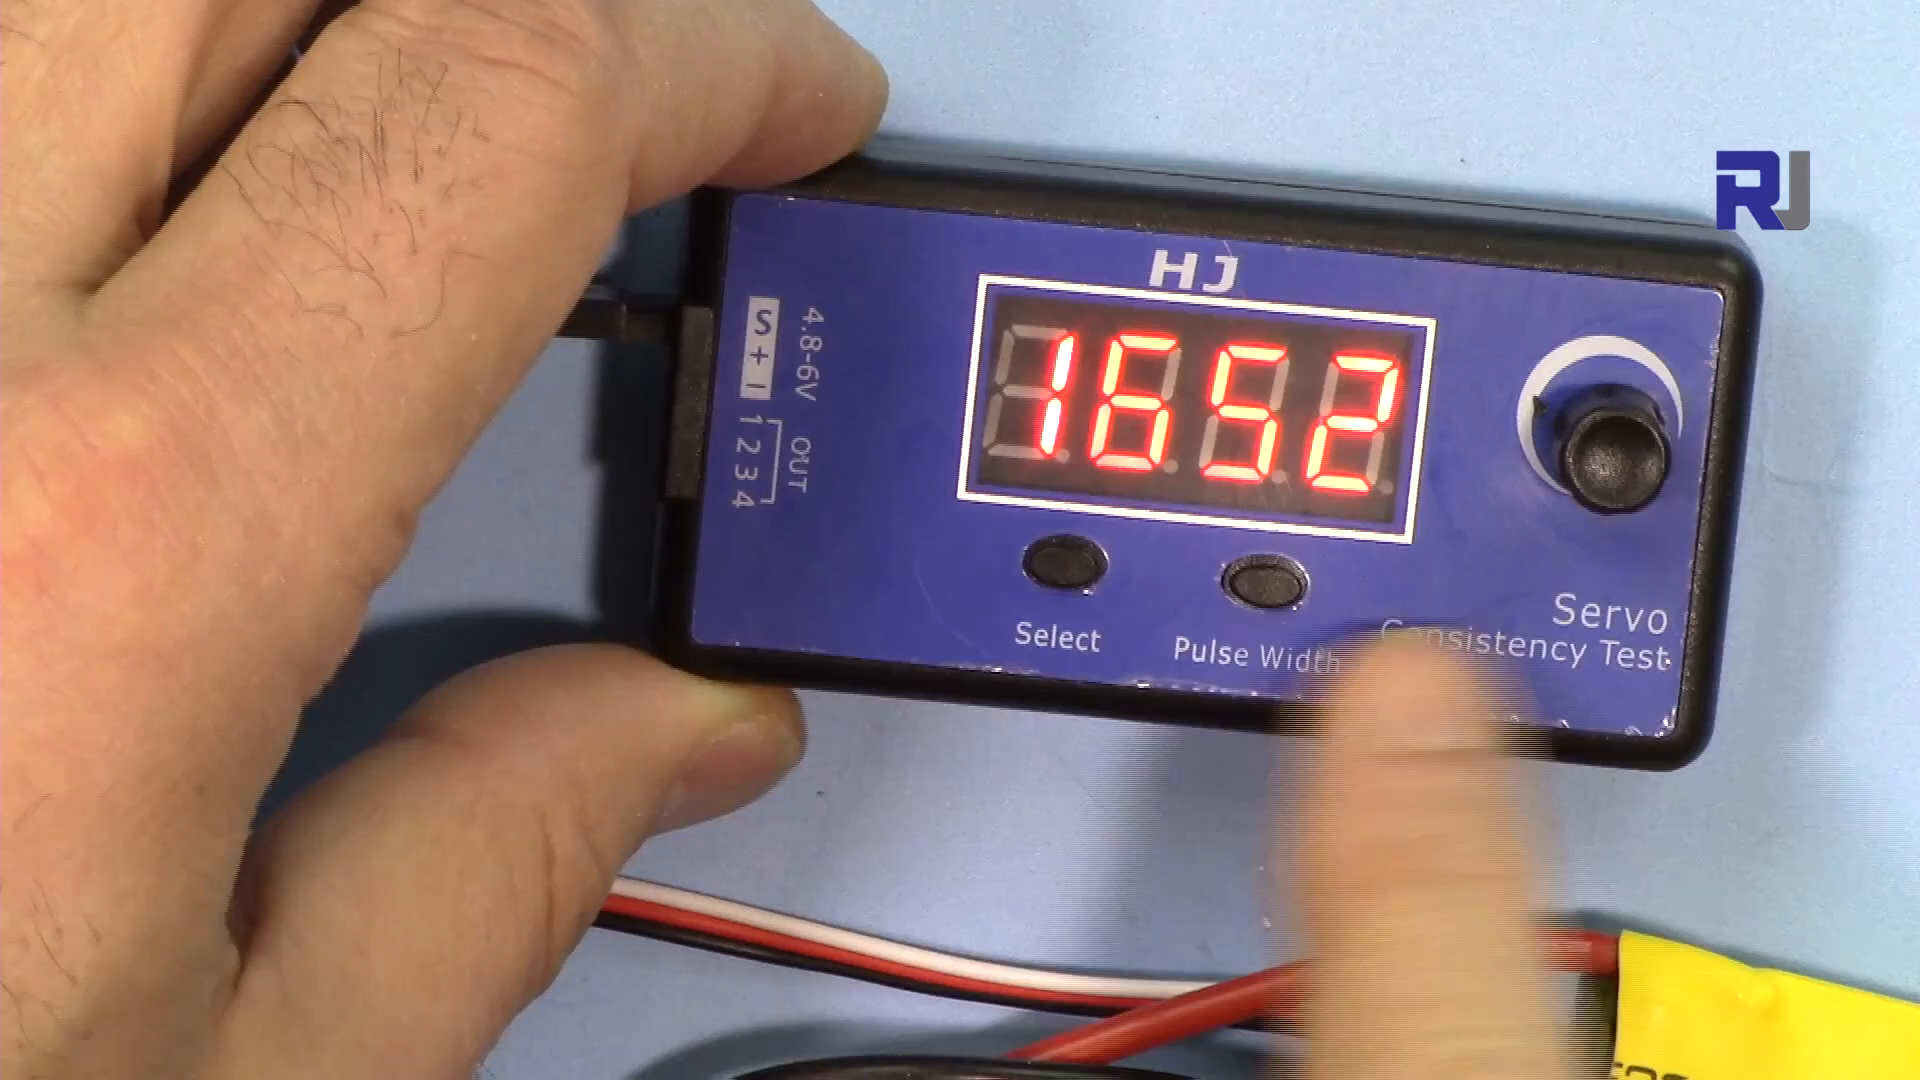 RJ
HJ
1652
S + -
4.8-6V
1 2 3 4
OUT
Select
Pulse Width
Servo
Consistency Test